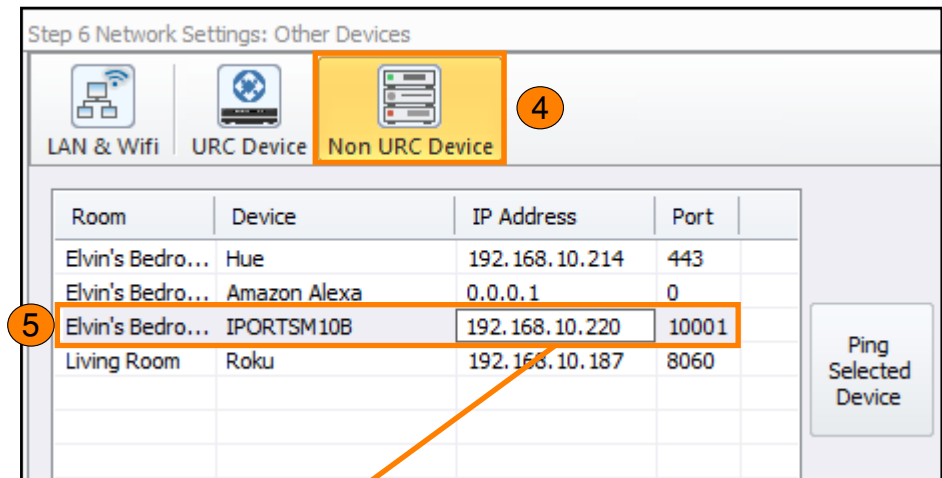 Step 6 Network Settings: Other Devices
LAN & Wifi URC Device Non URC Device 4
Room Device IP Address Port
Elvin's Bedro... Hue 192.168.10.214 443
Elvin's Bedro... Amazon Alexa 0.0.0.1 0
5 Elvin's Bedro... IPORTSM10B 192.168.10.220 10001
Living Room Roku 192.168.10.187 8060
Ping
Selected
Device